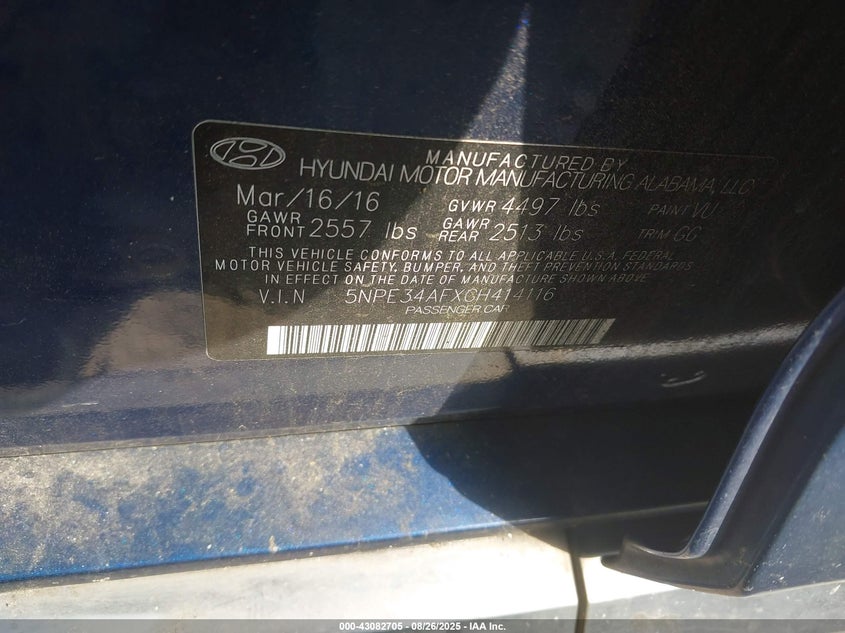 MANUFACTURED BY
HYUNDAI MOTOR MANUFACTURING ALABAMA, LLC
Mar/16/16 GVWR 4497 lbs PAINT VU
GAWR FRONT 2557 lbs GAWR REAR 2513 lbs TRIM GG
THIS VEHICLE CONFORMS TO ALL APPLICABLE U.S.A. FEDERAL
MOTOR VEHICLE SAFETY, BUMPER, AND THEFT PREVENTION STANDARDS
IN EFFECT ON THE DATE OF MANUFACTURE SHOWN ABOVE.
V.I.N 5NPE34AFXGH414116
PASSENGER CAR
000-43082705 - 08/26/2025 - IAA Inc.